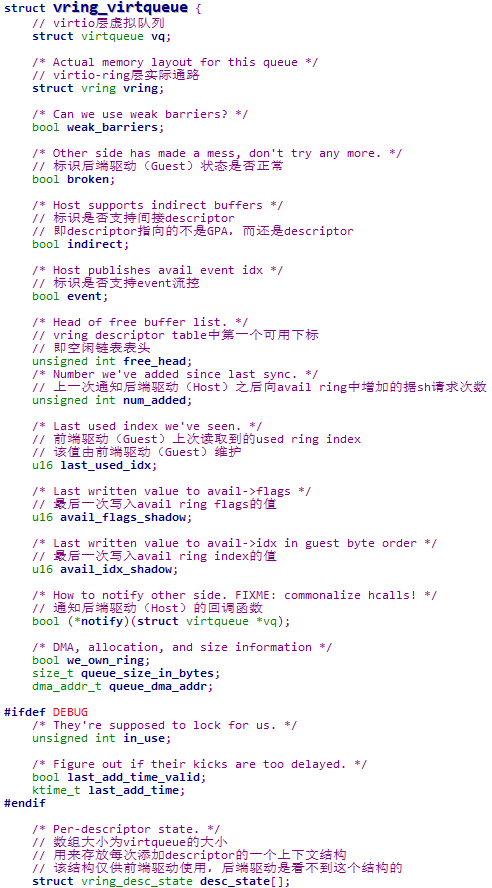 struct vring_virtqueue {
// virtio层虚拟队列
struct virtqueue vq;
/* Actual memory layout for this queue */
// virtio-ring层实际通路
struct vring vring;
/* Can we use weak barriers? */
bool weak_barriers;
/* Other side has made a mess, don't try any more. */
// 标识后端驱动（Guest）状态是否正常
bool broken;
/* Host supports indirect buffers */
// 标识是否支持间接descriptor
// 即descriptor指向的不是GPA，而还是descriptor
bool indirect;
/* Host publishes avail event idx */
// 标识是否支持event流控
bool event;
/* Head of free buffer list. */
// vring descriptor table中第一个可用下标
// 即空闲链表表头
unsigned int free_head;
/* Number we've added since last sync. */
// 上一次通知后端驱动（Host）之后向avail ring中增加的据sh请求次数
unsigned int num_added;
/* Last used index we've seen. */
// 前端驱动（Guest）上次读取到的used ring index
// 该值由前端驱动（Guest）维护
u16 last_used_idx;
/* Last written value to avail->flags */
// 最后一次写入avail ring flags的值
u16 avail_flags_shadow;
/* Last written value to avail->idx in guest byte order */
// 最后一次写入avail ring index的值
u16 avail_idx_shadow;
/* How to notify other side. FIXME: commonalize hcalls! */
// 通知后端驱动（Host）的回调函数
bool (*notify)(struct virtqueue *vq);
/* DMA, allocation, and size information */
bool we_own_ring;
size_t queue_size_in_bytes;
dma_addr_t queue_dma_addr;
#ifdef DEBUG
/* They're supposed to lock for us. */
unsigned int in_use;
/* Figure out if their kicks are too delayed. */
bool last_add_time_valid;
ktime_t last_add_time;
#endif
/* Per-descriptor state. */
// 数组大小为virtqueue的大小
// 用来存放每次添加descriptor的一个上下文结构
// 该结构仅供前端驱动使用，后端驱动是看不到这个结构的
struct vring_desc_state desc_state[];